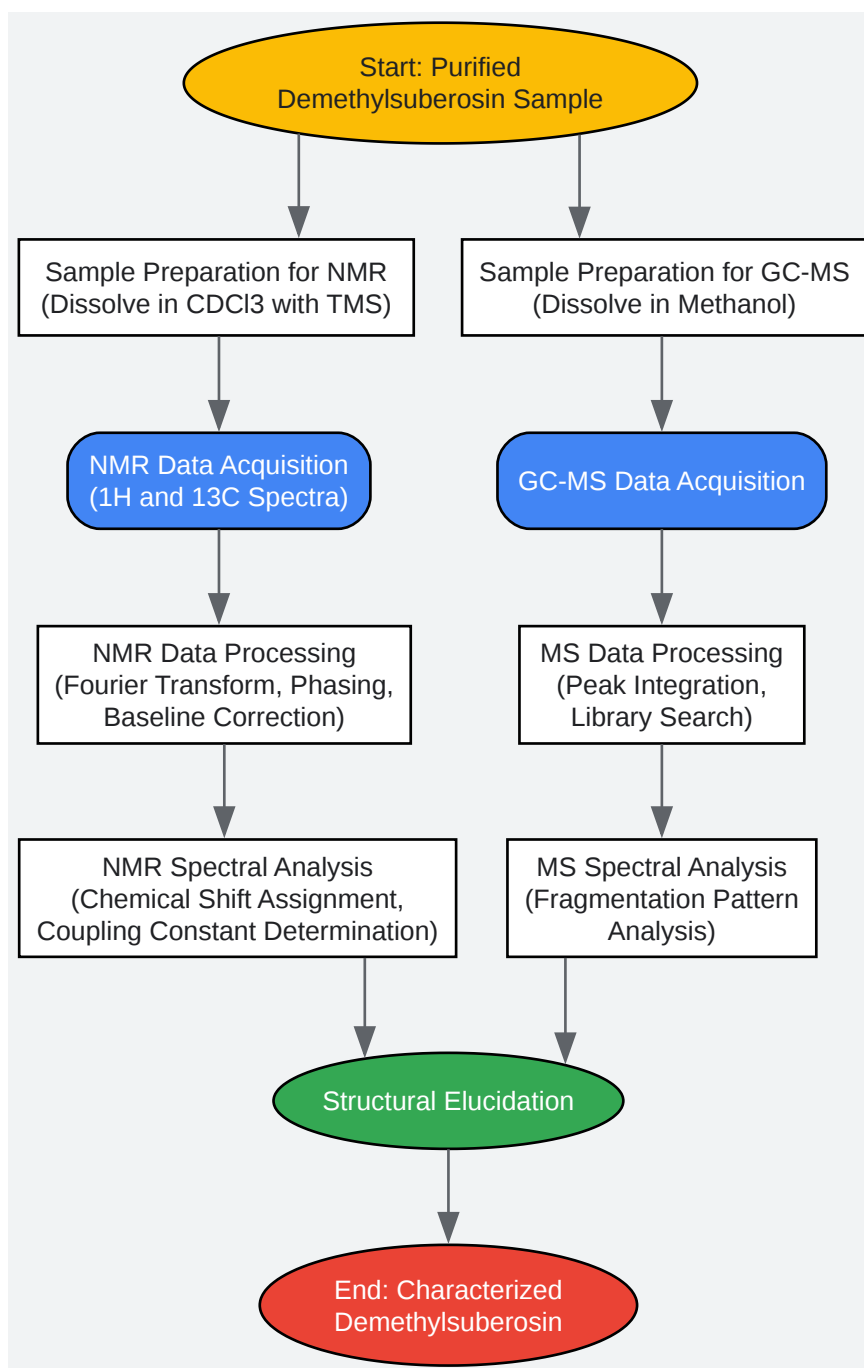 Start: Purified
Demethylsuberosin Sample
Sample Preparation for NMR
(Dissolve in CDCl3 with TMS)
Sample Preparation for GC-MS
(Dissolve in Methanol)
NMR Data Acquisition
(1H and 13C Spectra)
GC-MS Data Acquisition
NMR Data Processing
(Fourier Transform, Phasing,
Baseline Correction)
MS Data Processing
(Peak Integration,
Library Search)
NMR Spectral Analysis
(Chemical Shift Assignment,
Coupling Constant Determination)
MS Spectral Analysis
(Fragmentation Pattern
Analysis)
Structural Elucidation
End: Characterized
Demethylsuberosin